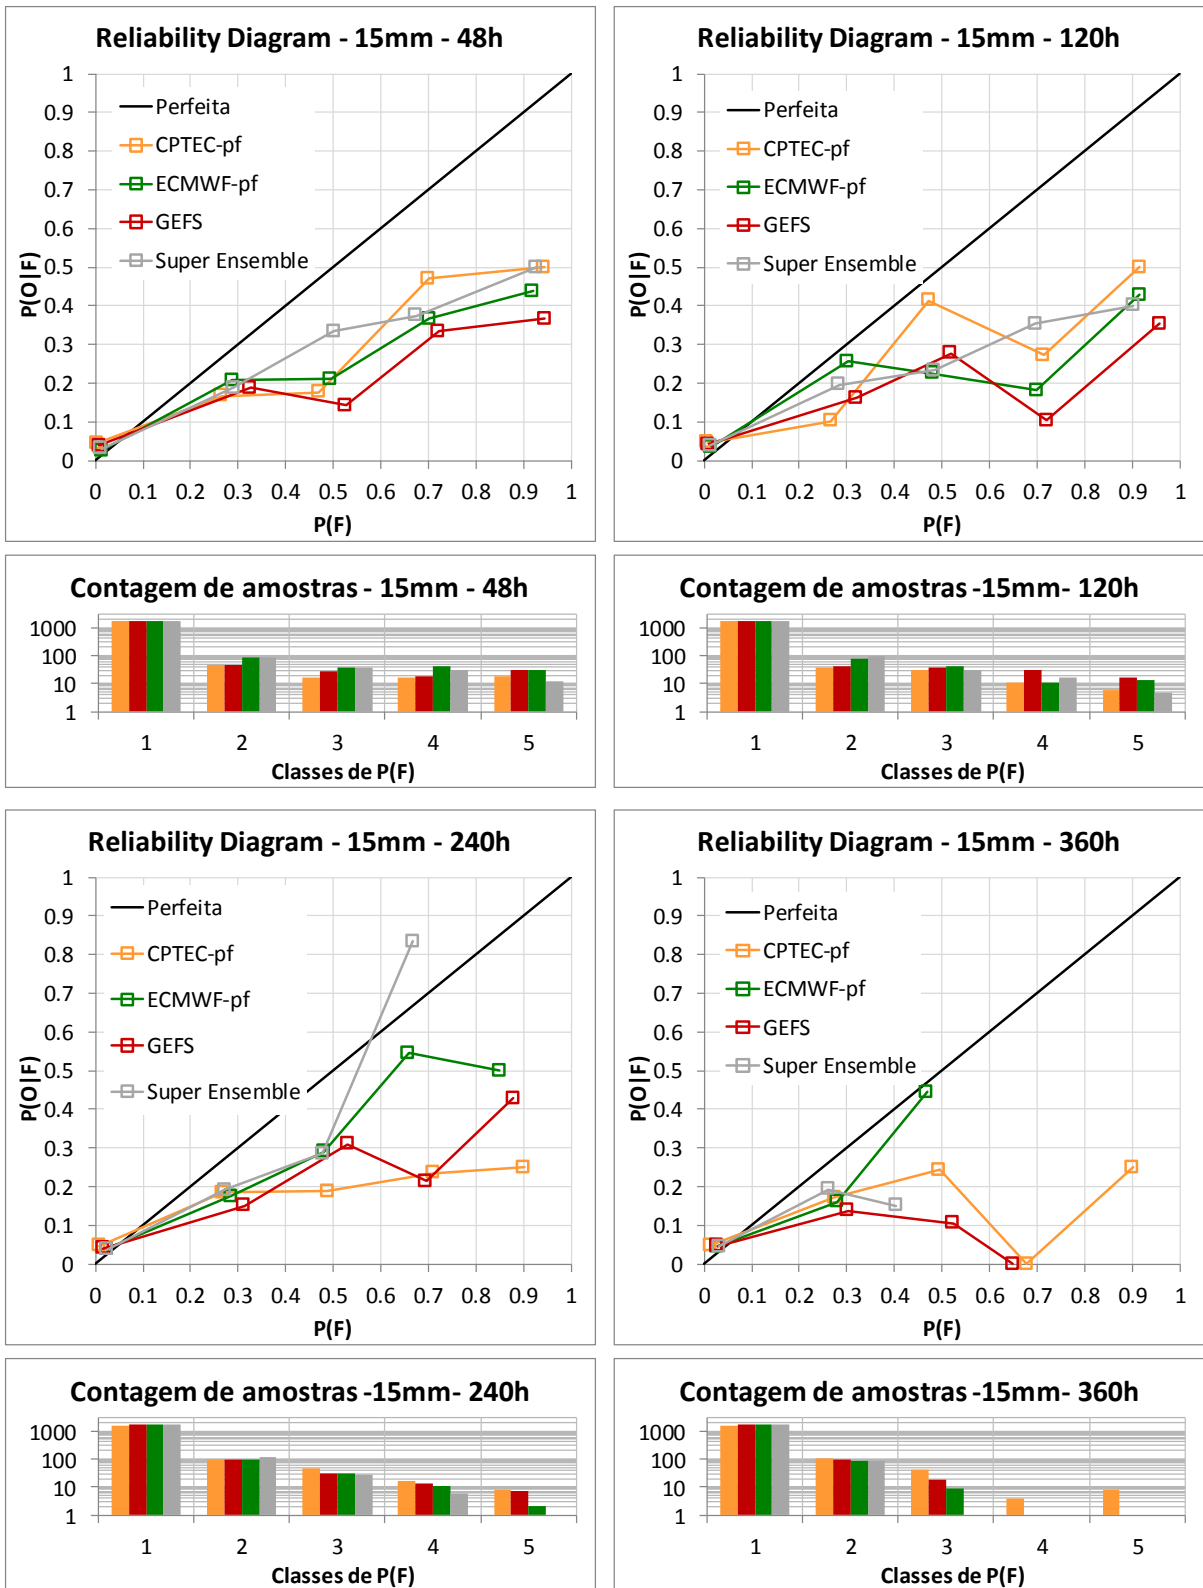 Reliability Diagram - 15mm - 48h
1
0.9
0.8
0.7
0.6
0.5
0.4
0.3
0.2
0.1
0
P(O|F)
Perfeita
CPTEC-pf
ECMWF-pf
GEFS
Super Ensemble
0 0.1 0.2 0.3 0.4 0.5 0.6 0.7 0.8 0.9 1
P(F)
Reliability Diagram - 15mm - 120h
1
0.9
0.8
0.7
0.6
0.5
0.4
0.3
0.2
0.1
0
P(O|F)
Perfeita
CPTEC-pf
ECMWF-pf
GEFS
Super Ensemble
0 0.1 0.2 0.3 0.4 0.5 0.6 0.7 0.8 0.9 1
P(F)
Contagem de amostras - 15mm - 48h
1000
100
10
1
1 2 3 4 5
Classes de P(F)
Contagem de amostras -15mm- 120h
1000
100
10
1
1 2 3 4 5
Classes de P(F)
Reliability Diagram - 15mm - 240h
1
0.9
0.8
0.7
0.6
0.5
0.4
0.3
0.2
0.1
0
P(O|F)
Perfeita
CPTEC-pf
ECMWF-pf
GEFS
Super Ensemble
0 0.1 0.2 0.3 0.4 0.5 0.6 0.7 0.8 0.9 1
P(F)
Reliability Diagram - 15mm - 360h
1
0.9
0.8
0.7
0.6
0.5
0.4
0.3
0.2
0.1
0
P(O|F)
Perfeita
CPTEC-pf
ECMWF-pf
GEFS
Super Ensemble
0 0.1 0.2 0.3 0.4 0.5 0.6 0.7 0.8 0.9 1
P(F)
Contagem de amostras -15mm- 240h
1000
100
10
1
1 2 3 4 5
Classes de P(F)
Contagem de amostras -15mm- 360h
1000
100
10
1
1 2 3 4 5
Classes de P(F)